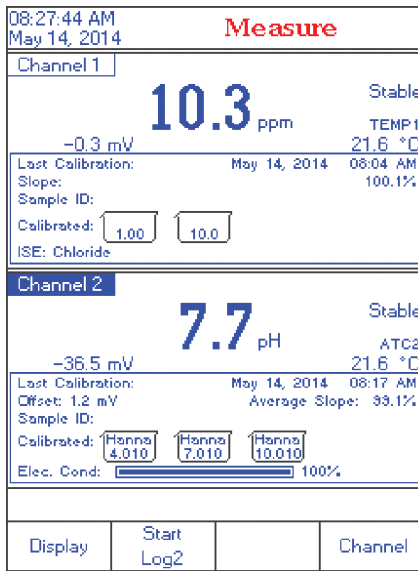 08:27:44 AM
May 14, 2014
Measure
Channel 1
10.3 ppm
Stable
TEMP1
-0.3 mV
21.6 °C
Last Calibration: May 14, 2014 08:04 AM
Slope: 100.1%
Sample ID:
Calibrated: 1.00 10.0
ISE: Chloride
Channel 2
7.7 pH
Stable
ATC2
-36.5 mV
21.6 °C
Last Calibration: May 14, 2014 08:17 AM
Offset: 1.2 mV Average Slope: 99.1%
Sample ID:
Hanna Hanna Hanna
Calibrated: 4.010 7.010 10.010
Elec. Cond: 100%
Display
Start
Log2
Channel